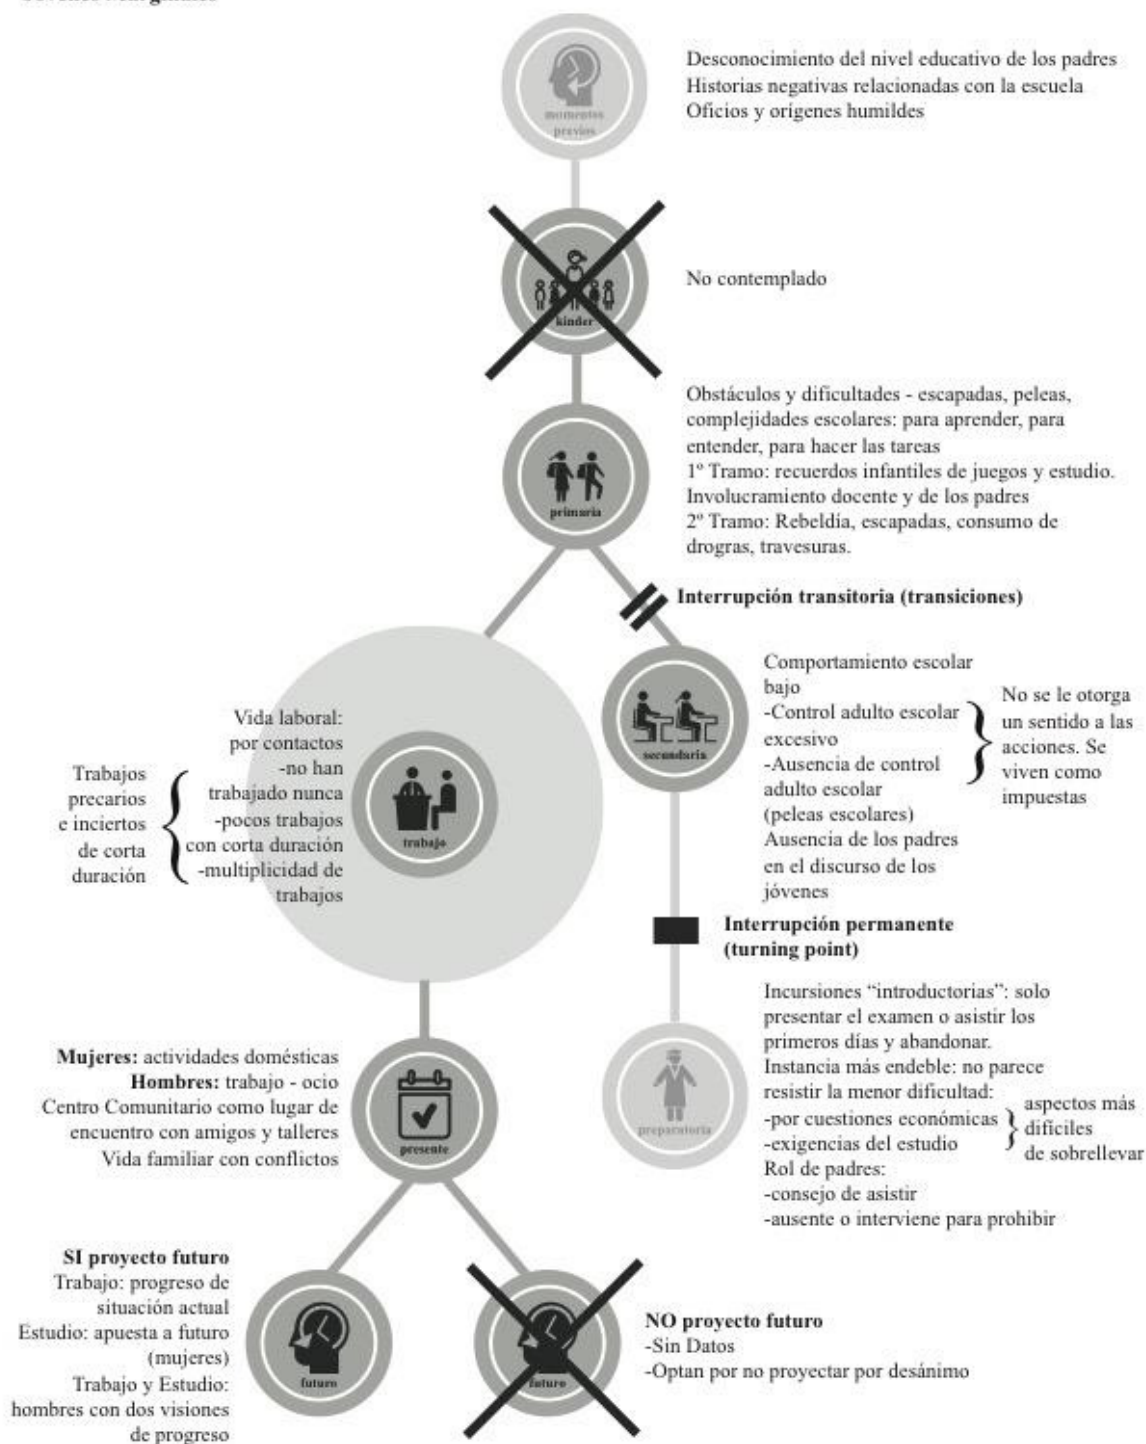 momentos
previos
Desconocimiento del nivel educativo de los padres
Historias negativas relacionadas con la escuela
Oficios y orígenes humildes
kinder
No contemplado
primaria
Obstáculos y dificultades - escapadas, peleas,
complejidades escolares: para aprender, para
entender, para hacer las tareas
1º Tramo: recuerdos infantiles de juegos y estudio.
Involucramiento docente y de los padres
2º Tramo: Rebeldía, escapadas, consumo de
drogras, travesuras.
Interrupción transitoria (transiciones)
secundaria
Comportamiento escolar
bajo
-Control adulto escolar
excesivo
-Ausencia de control
adulto escolar
(peleas escolares)
Ausencia de los padres
en el discurso de los
jóvenes
No se le otorga
un sentido a las
acciones. Se
viven como
impuestas
Trabajos
precarios
e inciertos
de corta
duración
Vida laboral:
por contactos
-no han
trabajado nunca
-pocos trabajos
con corta duración
-multiplicidad de
trabajos
trabajo
Interrupción permanente
(turning point)
preparatoria
Incursiones “introductorias”: solo
presentar el examen o asistir los
primeros días y abandonar.
Instancia más endeble: no parece
resistir la menor dificultad:
-por cuestiones económicas
-exigencias del estudio
aspectos más
difíciles
de sobrellevar
Rol de padres:
-consejo de asistir
-ausente o interviene para prohibir
Mujeres: actividades domésticas
Hombres: trabajo - ocio
Centro Comunitario como lugar de
encuentro con amigos y talleres
Vida familiar con conflictos
presente
SI proyecto futuro
Trabajo: progreso de
situación actual
Estudio: apuesta a futuro
(mujeres)
Trabajo y Estudio:
hombres con dos visiones
de progreso
futuro
futuro
NO proyecto futuro
-Sin Datos
-Optan por no proyectar por desánimo